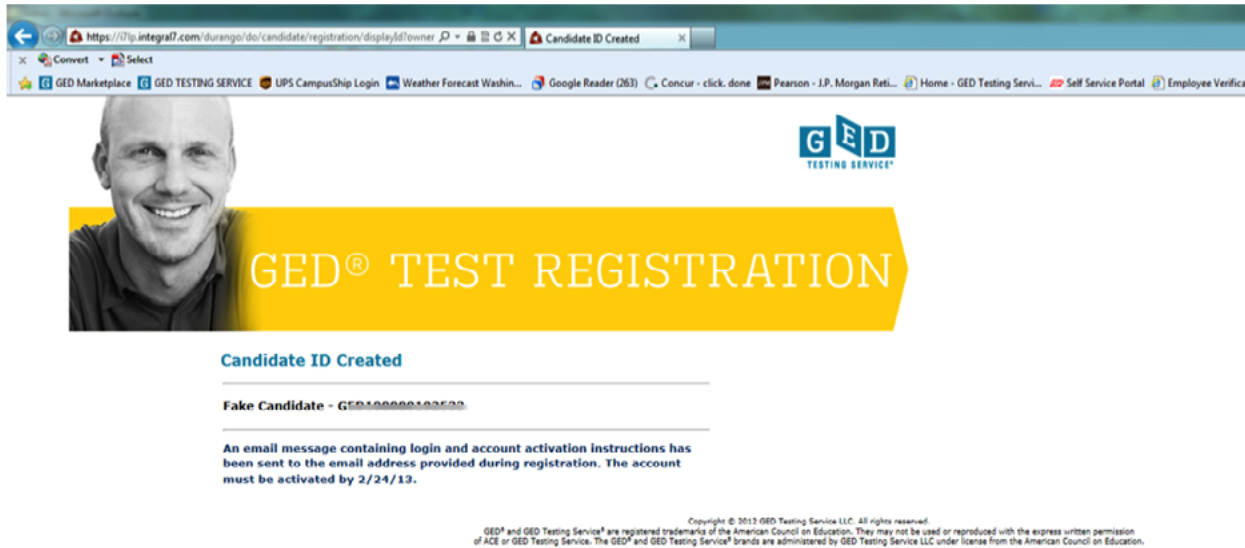 https://i7lp.integral7.com/durango/do/candidate/registration/displayId?owner
Candidate ID Created
x Convert Select
GED Marketplace GED TESTING SERVICE UPS CampusShip Login Weather Forecast Washin... Google Reader (263) Concur - click. done Pearson - J.P. Morgan Reti... Home - GED Testing Servi... Self Service Portal Employee Verifica
GED
TESTING SERVICE®
GED® TEST REGISTRATION
Candidate ID Created
Fake Candidate -
An email message containing login and account activation instructions has
been sent to the email address provided during registration. The account
must be activated by 2/24/13.
Copyright © 2012 GED Testing Service LLC. All rights reserved.
GED® and GED Testing Service® are registered trademarks of the American Council on Education. They may not be used or reproduced with the express written permission
of ACE or GED Testing Service. The GED® and GED Testing Service® brands are administered by GED Testing Service LLC under license from the American Council on Education.